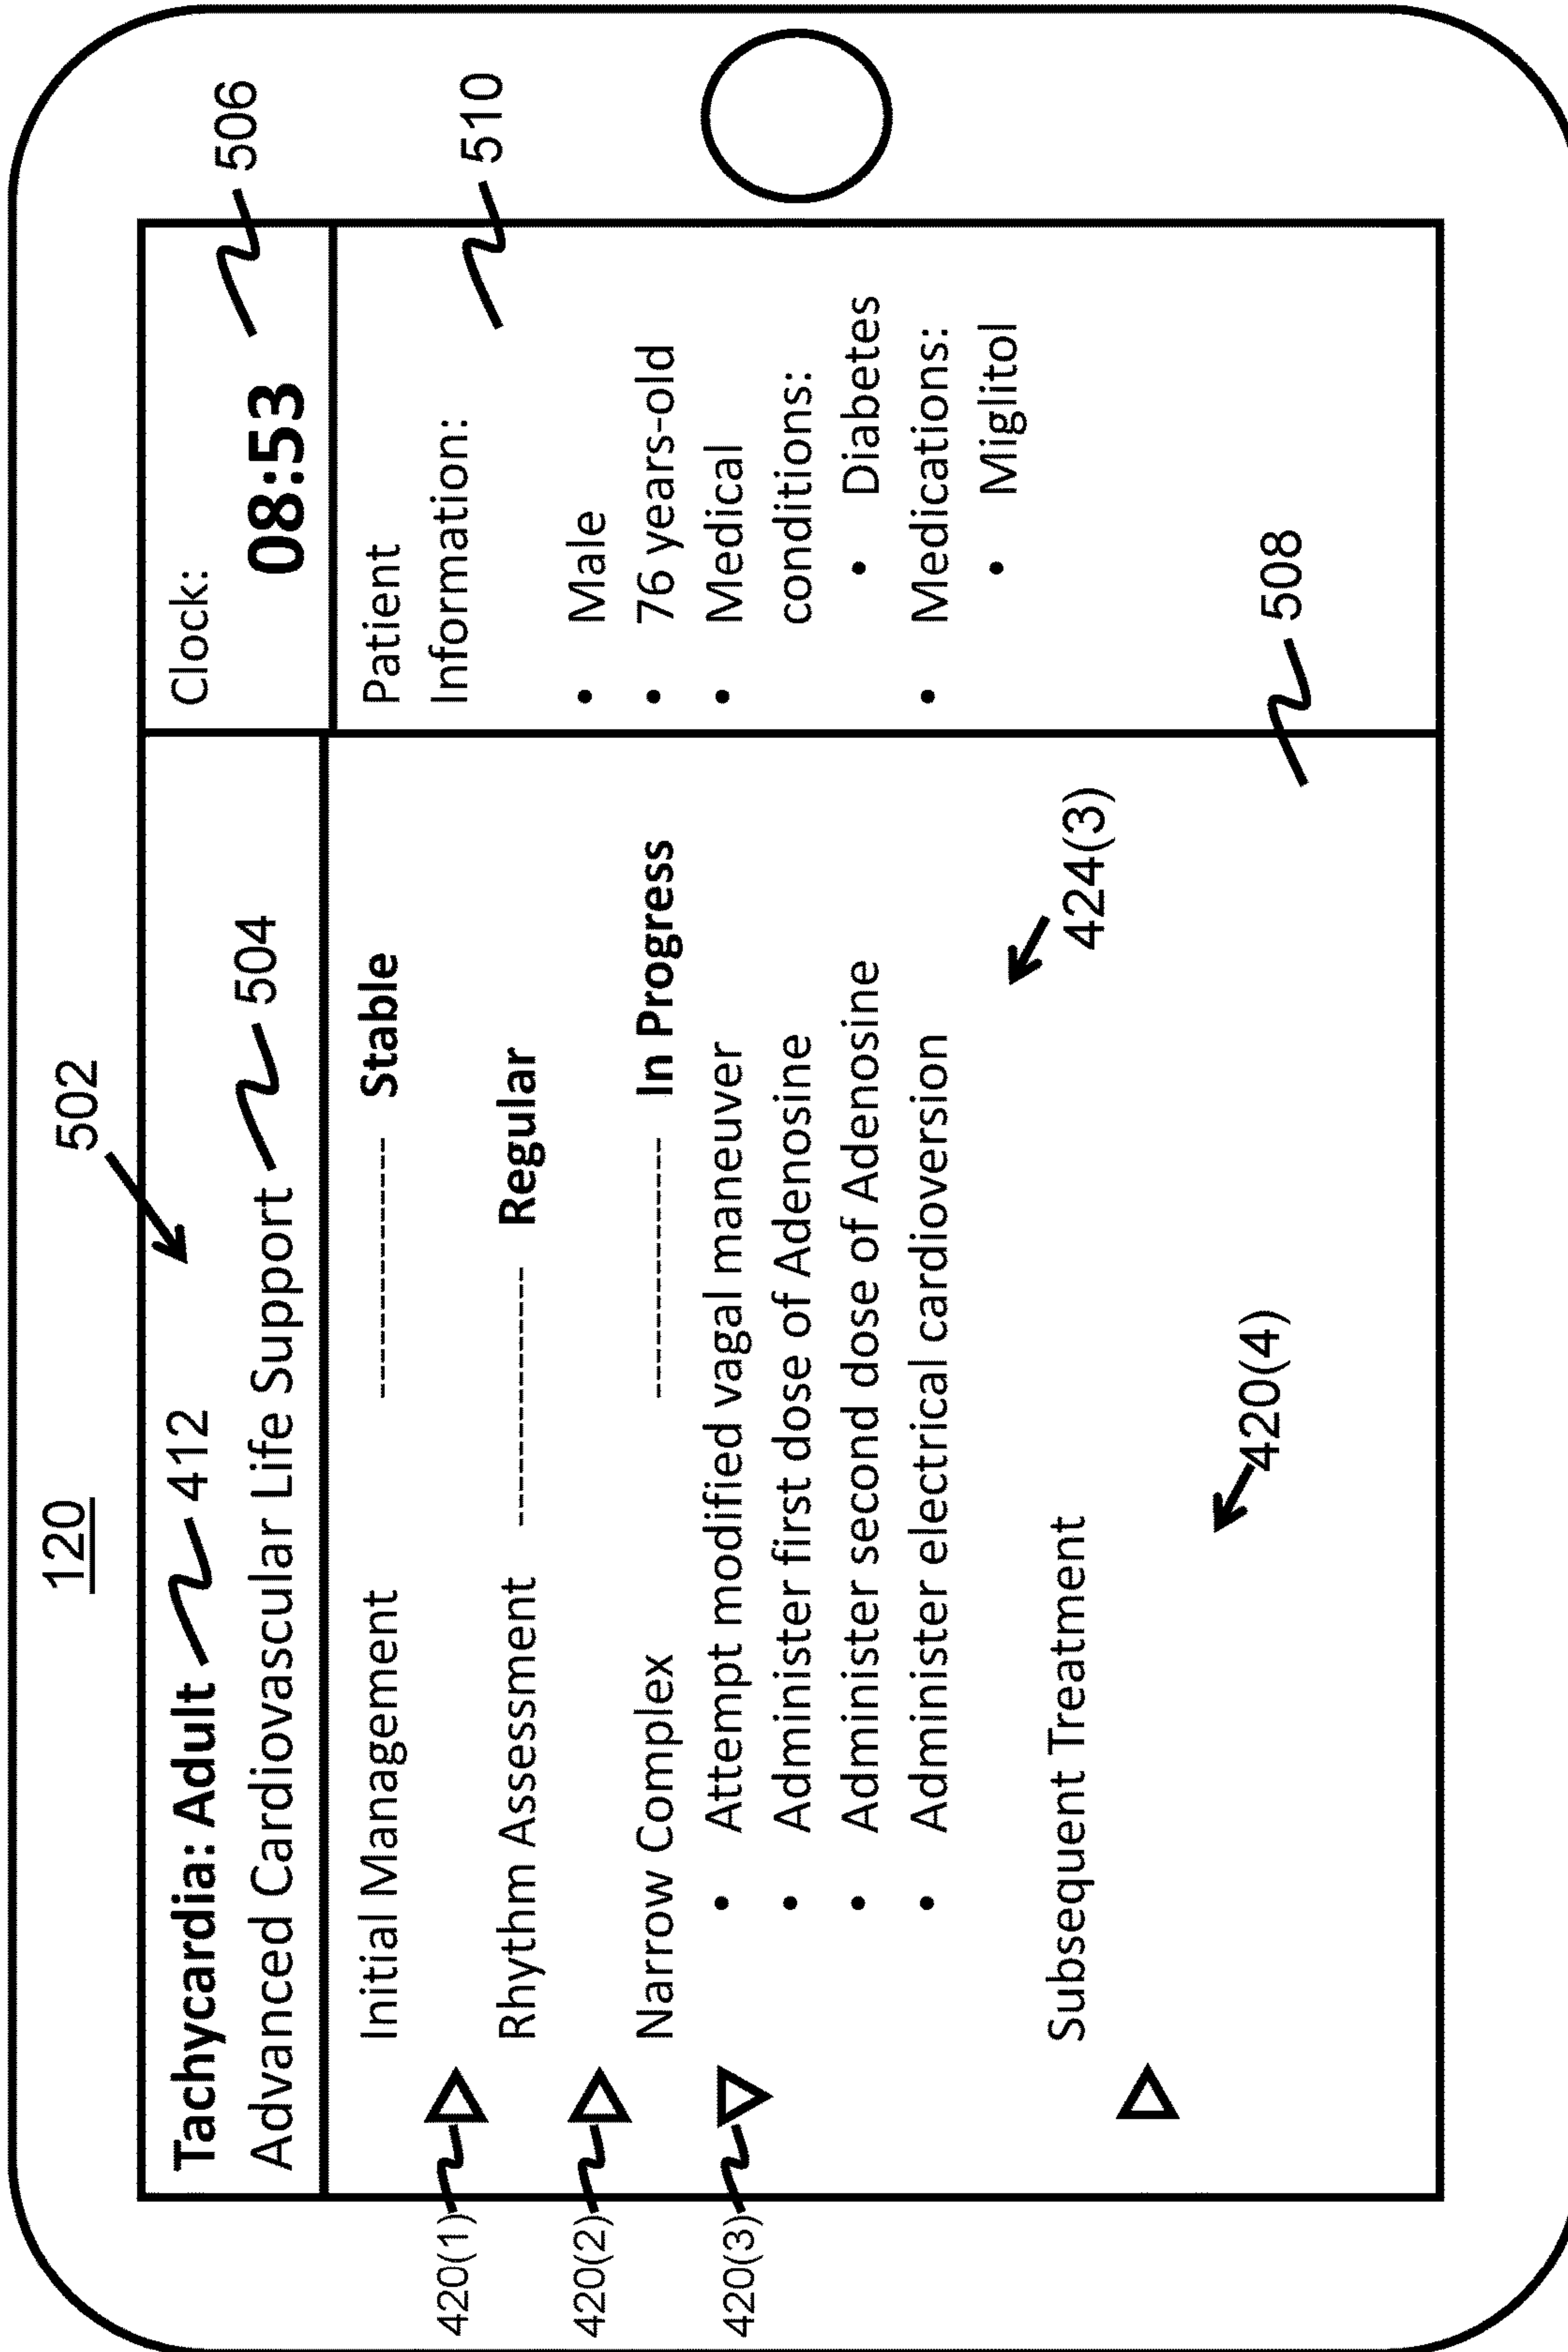 120
502
Tachycardia: Adult 412
Advanced Cardiovascular Life Support 504
Clock:
08:53
506
420(1)
Initial Management ------------- Stable
420(2)
Rhythm Assessment ------------- Regular
420(3)
Narrow Complex ------------- In Progress
• Attempt modified vagal maneuver
• Administer first dose of Adenosine
• Administer second dose of Adenosine
• Administer electrical cardioversion
424(3)
Subsequent Treatment
420(4)
508
Patient
Information:
510
• Male
• 76 years-old
• Medical
conditions:
• Diabetes
• Medications:
• Miglitol